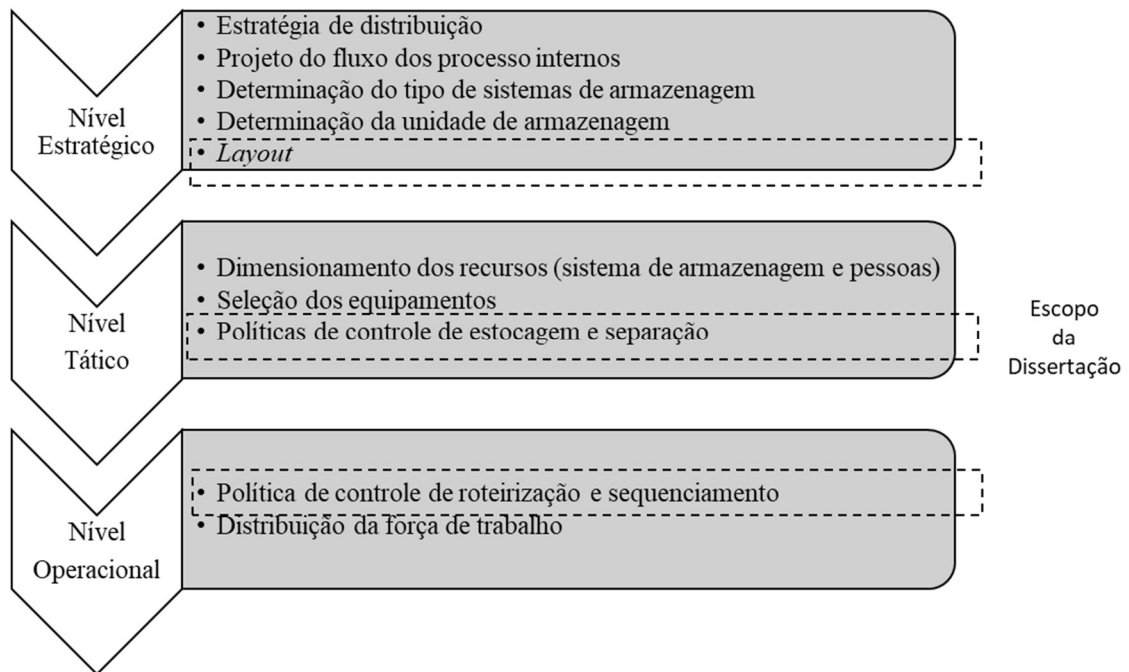 Nível
Estratégico
• Estratégia de distribuição
• Projeto do fluxo dos processo internos
• Determinação do tipo de sistemas de armazenagem
• Determinação da unidade de armazenagem
• Layout
Nível
Tático
• Dimensionamento dos recursos (sistema de armazenagem e pessoas)
• Seleção dos equipamentos
• Políticas de controle de estocagem e separação
Escopo
da
Dissertação
Nível
Operacional
• Política de controle de roteirização e sequenciamento
• Distribuição da força de trabalho